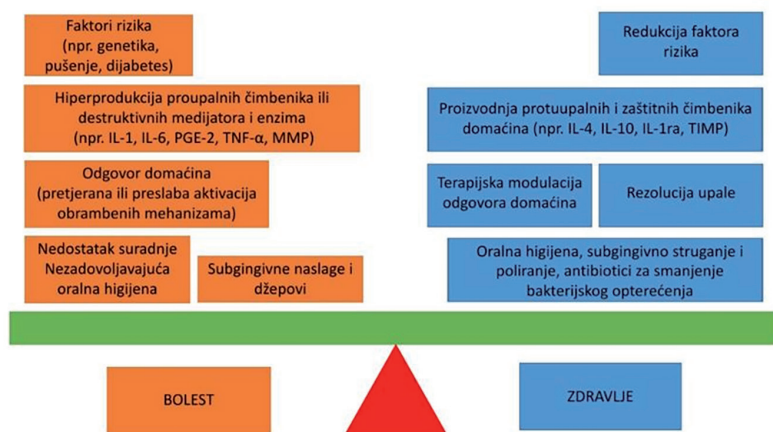 Faktori rizika
(npr. genetika,
pušenje, dijabetes)
Hiperprodukcija proupalnih čimbenika ili
destruktivnih medijatora i enzima
(npr. IL-1, IL-6, PGE-2, TNF-α, MMP)
Odgovor domaćina
(pretjerana ili preslaba aktivacija
obrambenih mehanizama)
Nedostatak suradnje
Nezadovoljavajuća
oralna higijena
Subgingivne naslage i
džepovi
Redukcija faktora
rizika
Proizvodnja protuupalnih i zaštitnih čimbenika
domaćina (npr. IL-4, IL-10, IL-1ra, TIMP)
Terapijska modulacija
odgovora domaćina
Rezolucija upale
Oralna higijena, subgingivno struganje i
poliranje, antibiotici za smanjenje
bakterijskog opterećenja
BOLEST
ZDRAVLJE